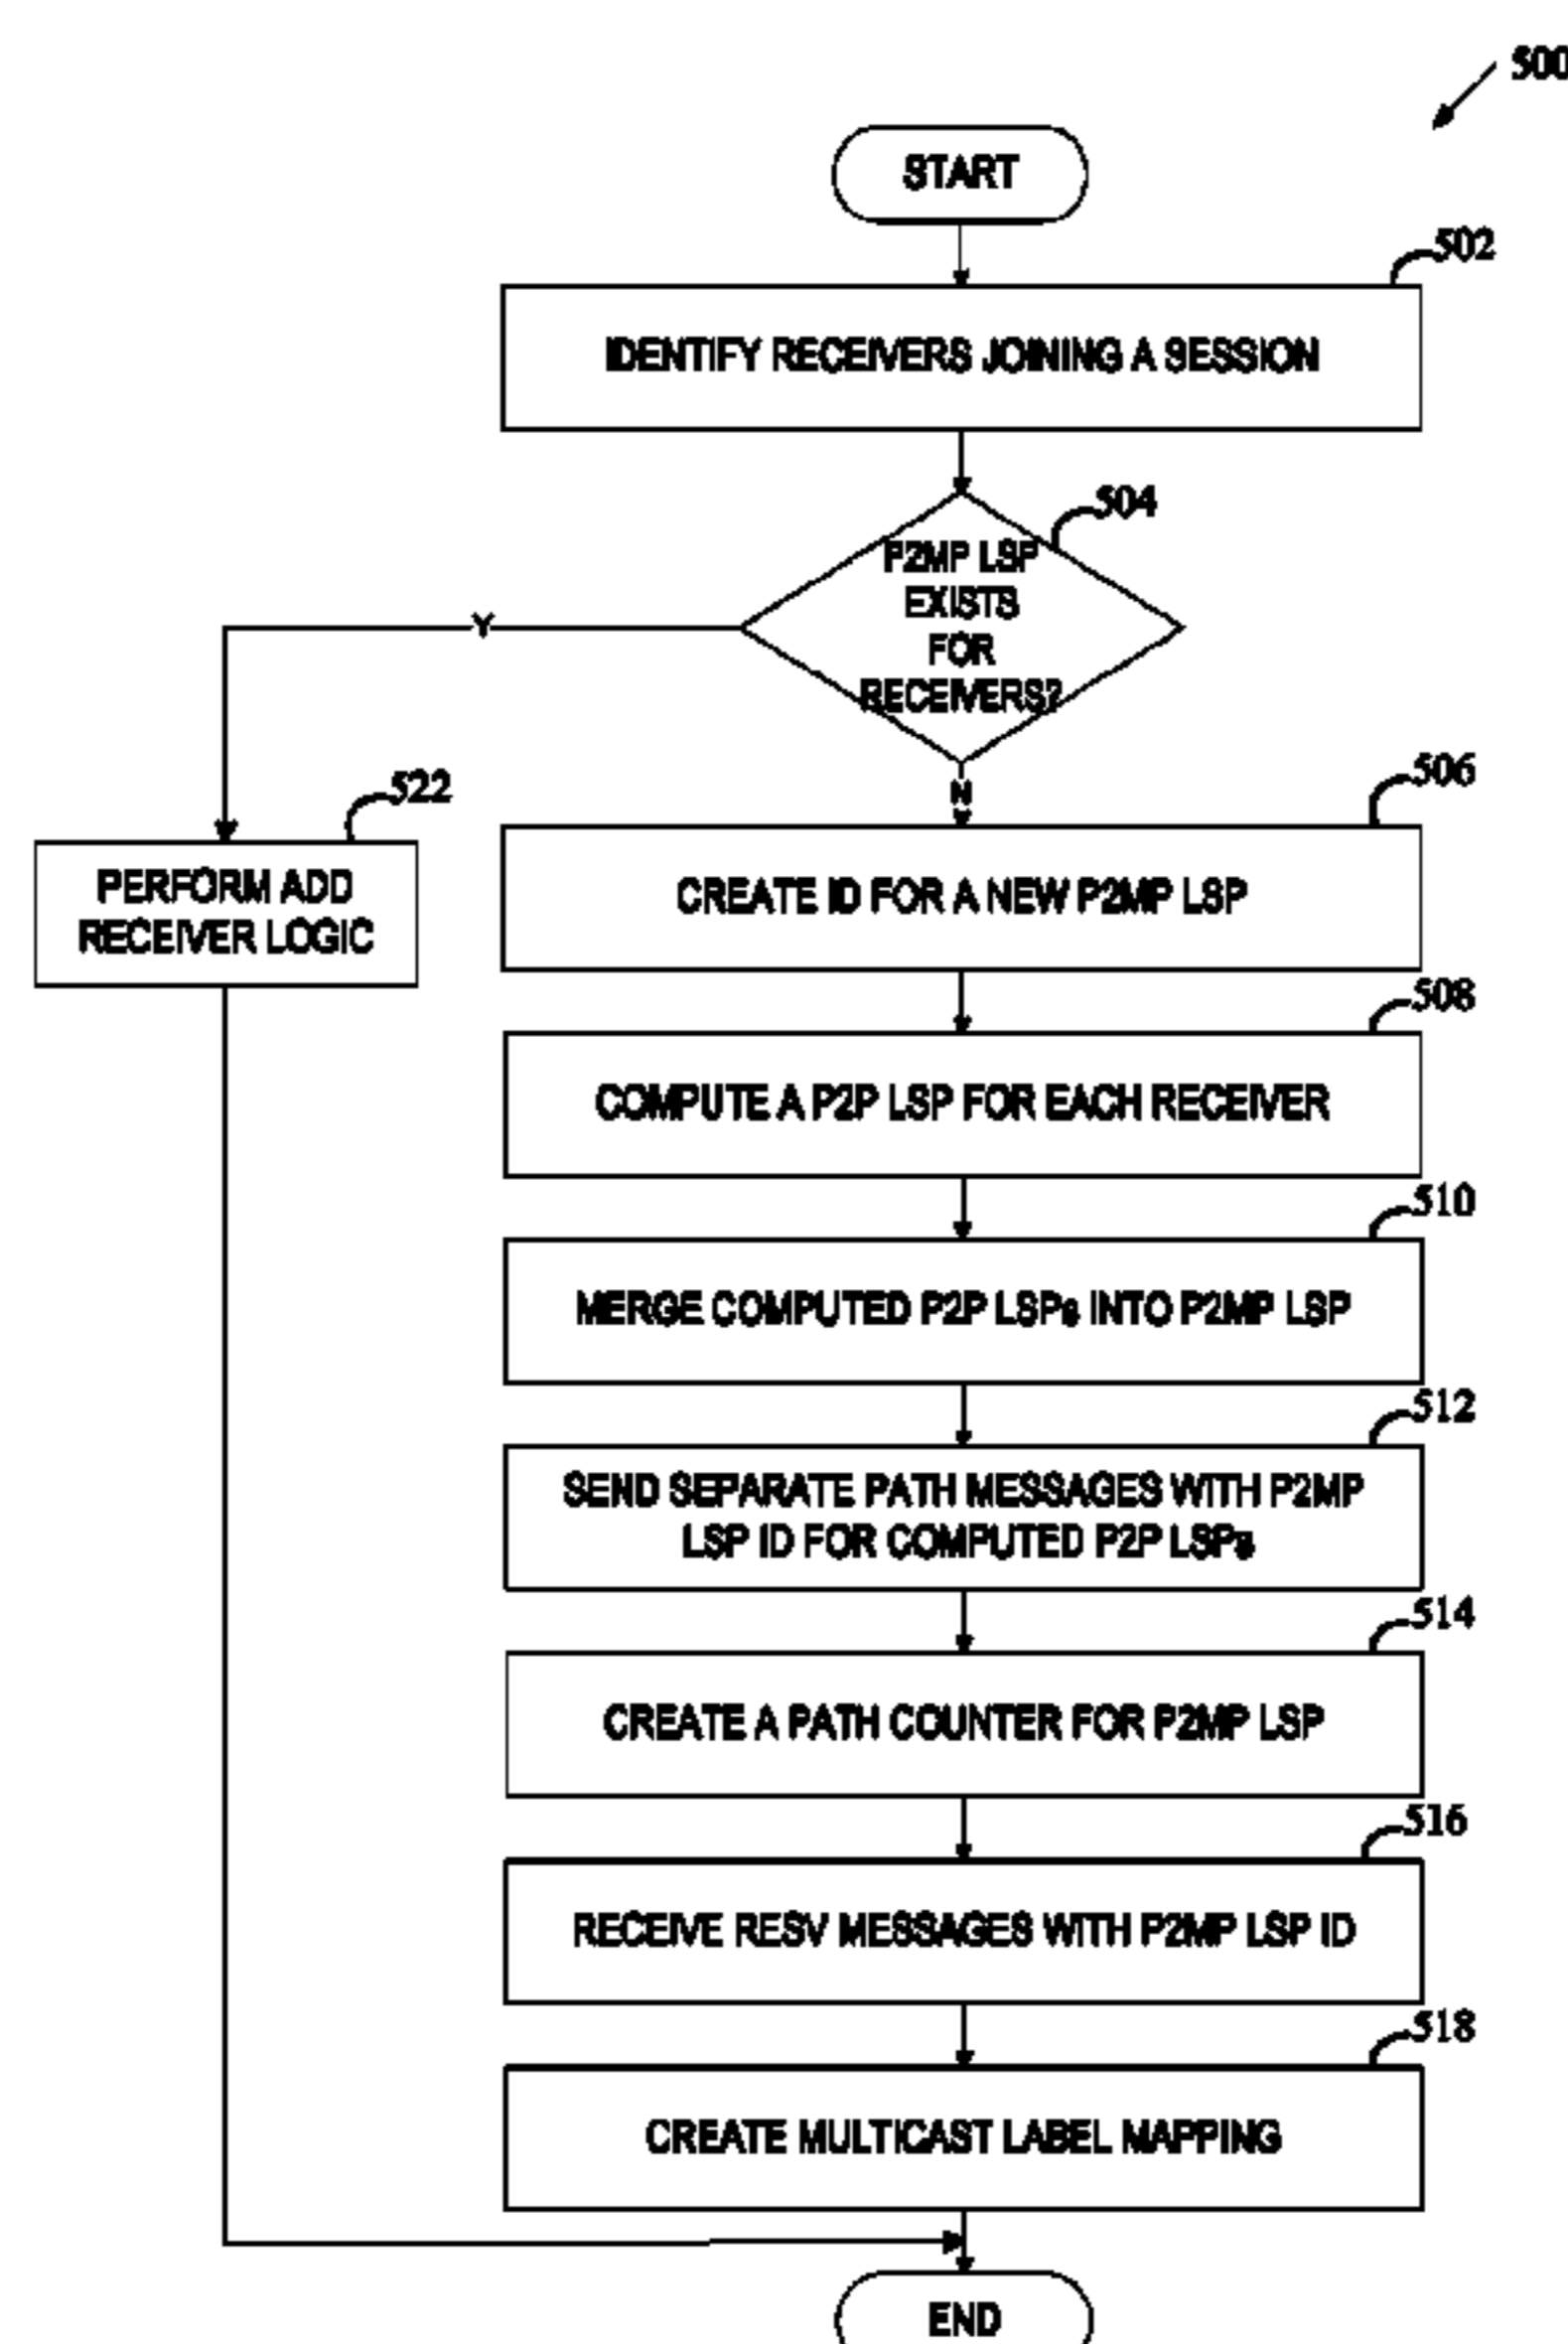 500
START
502
IDENTIFY RECEIVERS JOINING A SESSION
504
P2MP LSP
EXISTS
FOR
RECEIVERS?
Y
N
522
PERFORM ADD
RECEIVER LOGIC
506
CREATE ID FOR A NEW P2MP LSP
508
COMPUTE A P2P LSP FOR EACH RECEIVER
510
MERGE COMPUTED P2P LSPs INTO P2MP LSP
512
SEND SEPARATE PATH MESSAGES WITH P2MP
LSP ID FOR COMPUTED P2P LSPs
514
CREATE A PATH COUNTER FOR P2MP LSP
516
RECEIVE RESV MESSAGES WITH P2MP LSP ID
518
CREATE MULTICAST LABEL MAPPING
END